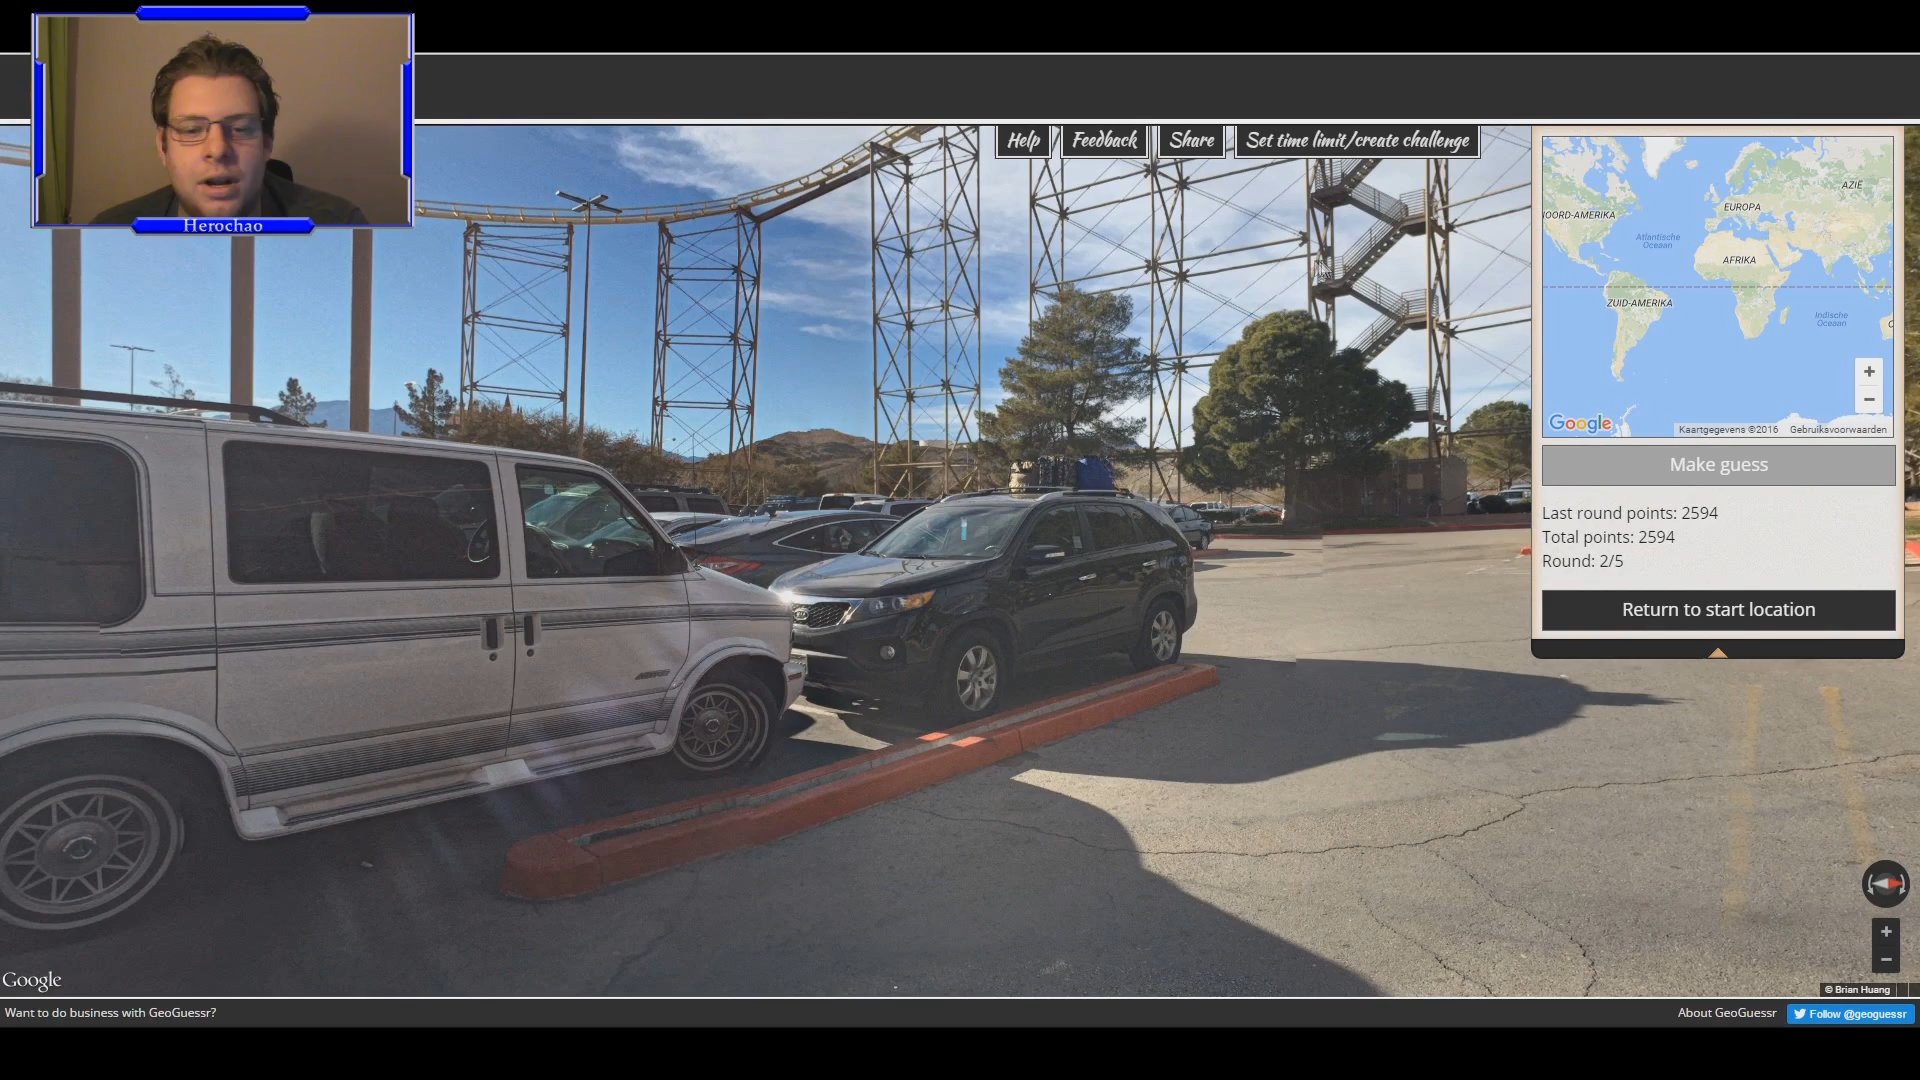 Herochao
Help
Feedback
Share
Set time limit/create challenge
AZIË
EUROPA
NOORD-AMERIKA
Atlantische
Oceaan
AFRIKA
ZUID-AMERIKA
Indische
Oceaan
Google
Kaartgegevens ©2016
Gebruiksvoorwaarden
Make guess
Last round points: 2594
Total points: 2594
Round: 2/5
Return to start location
Google
© Brian Huang
Want to do business with GeoGuessr?
About GeoGuessr
Follow @geoguessr